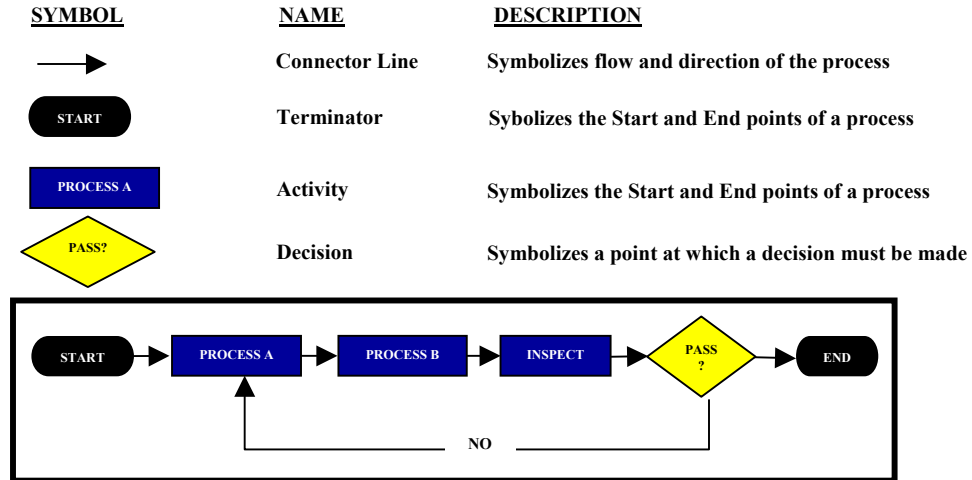 SYMBOL NAME DESCRIPTION
Connector Line Symbolizes flow and direction of the process
START Terminator Sybolizes the Start and End points of a process
PROCESS A Activity Symbolizes the Start and End points of a process
PASS? Decision Symbolizes a point at which a decision must be made
START PROCESS A PROCESS B INSPECT PASS END
?
NO